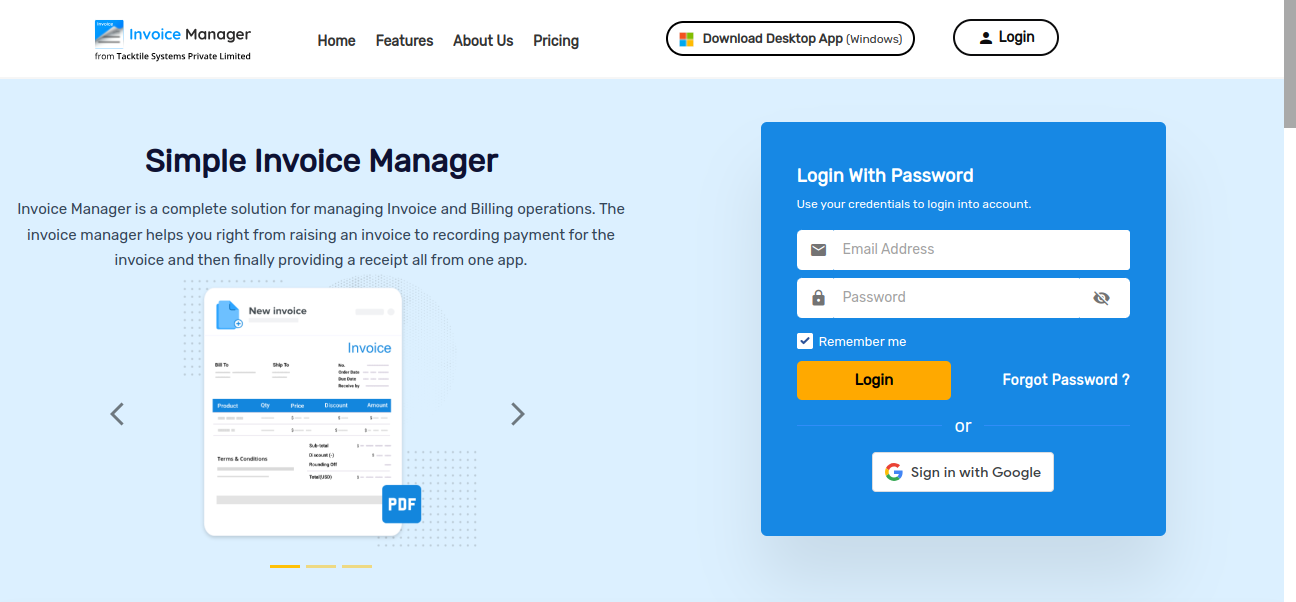 Invoice
Invoice Manager
from Tacktile Systems Private Limited
Home Features About Us Pricing
Download Desktop App (Windows)
Login
Simple Invoice Manager
Invoice Manager is a complete solution for managing Invoice and Billing operations. The
invoice manager helps you right from raising an invoice to recording payment for the
invoice and then finally providing a receipt all from one app.
New invoice
Invoice
Bill To Ship To No.
Order Date
Due Date
Receive by
Product Qty Price Discount Amount
$ $ $
$ $ $
Sub total $
Discount (-) $
Terms & Conditions
Rounding Off
Total(USD) $
PDF
Login With Password
Use your credentials to login into account.
Email Address
Password
Remember me
Login Forgot Password ?
or
Sign in with Google